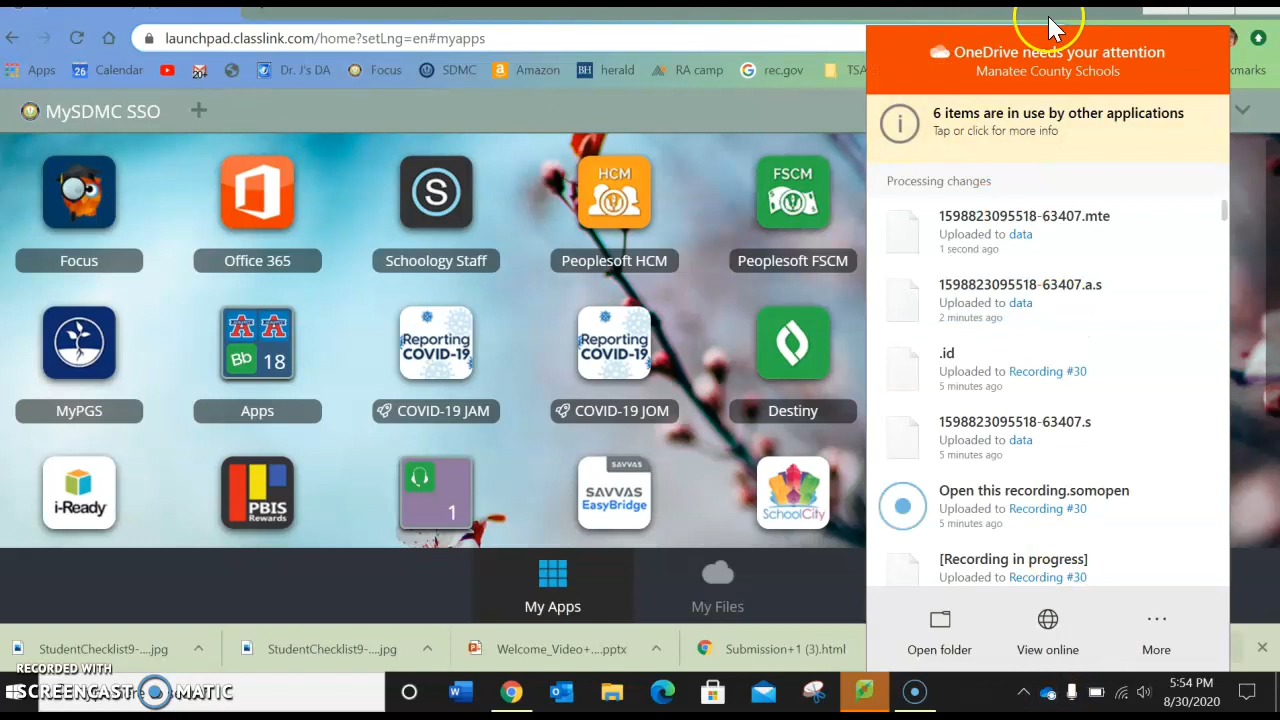 launchpad.classlink.com/home?setLng=en#myapps
Apps
26
Calendar
Dr. J's DA
Focus
SDMC
Amazon
BH
herald
RA camp
rec.gov
TSA
kmarks
MySDMC SSO
OneDrive needs your attention
Manatee County Schools
6 items are in use by other applications
Tap or click for more info
Processing changes
1598823095518-63407.mte
Uploaded to data
1 second ago
1598823095518-63407.a.s
Uploaded to data
2 minutes ago
.id
Uploaded to Recording #30
5 minutes ago
1598823095518-63407.s
Uploaded to data
5 minutes ago
Open this recording.somopen
Uploaded to Recording #30
5 minutes ago
[Recording in progress]
Uploaded to Recording #30
Open folder
View online
More
Focus
Office 365
S
Schoology Staff
HCM
Peoplesoft HCM
FSCM
Peoplesoft FSCM
MyPGS
Bb
18
Apps
Reporting
COVID-19
COVID-19 JAM
Reporting
COVID-19
COVID-19 JOM
Destiny
i-Ready
PBIS
Rewards
1
SAVVAS
SAVVAS
EasyBridge
SchoolCity
My Apps
My Files
StudentChecklist9-....jpg
StudentChecklist9-....jpg
Welcome_Video+....pptx
Submission+1 (3).html
RECORDED WITH
SCREENCAST MATIC
5:54 PM
8/30/2020